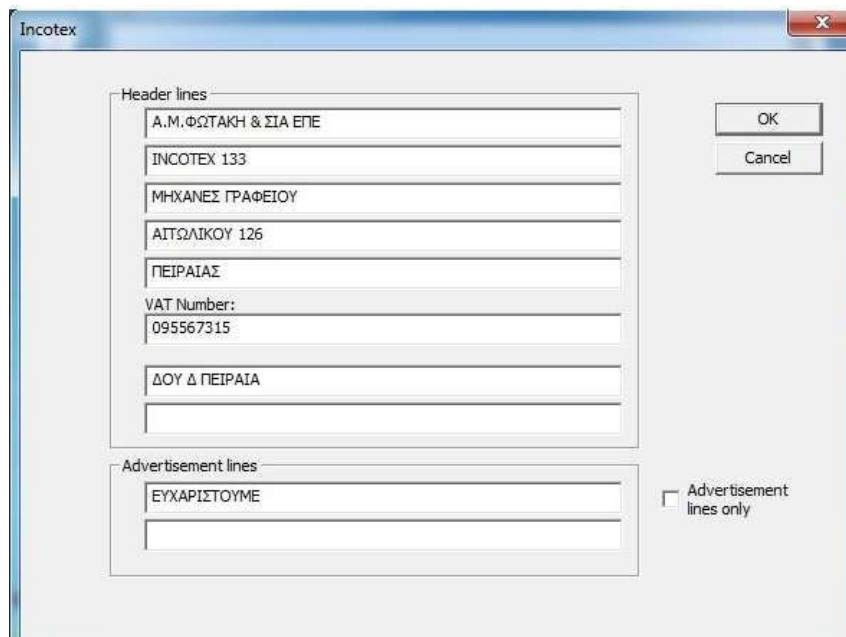 Incotex
Header lines
Α.Μ.ΦΩΤΑΚΗ & ΣΙΑ ΕΠΕ
INCOTEX 133
ΜΗΧΑΝΕΣ ΓΡΑΦΕΙΟΥ
ΑΙΤΩΛΙΚΟΥ 126
ΠΕΙΡΑΙΑΣ
VAT Number:
095567315
ΔΟΥ Δ ΠΕΙΡΑΙΑ
OK
Cancel
Advertisement lines
ΕΥΧΑΡΙΣΤΟΥΜΕ
Advertisement
lines only